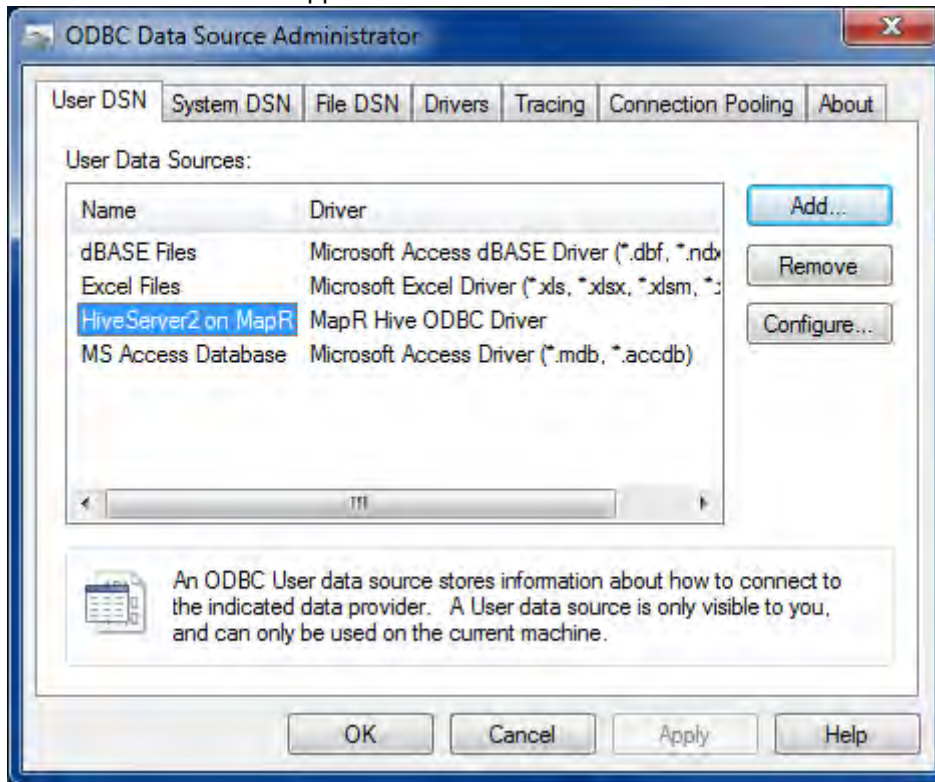 ODBC Data Source Administrator
User DSN System DSN File DSN Drivers Tracing Connection Pooling About
User Data Sources:
Name Driver
dBASE Files Microsoft Access dBASE Driver (*.dbf, *.ndx
Excel Files Microsoft Excel Driver (*.xls, *.xlsx, *.xlsm, *.
HiveServer2 on MapR MapR Hive ODBC Driver
MS Access Database Microsoft Access Driver (*.mdb, *.accdb)
Add...
Remove
Configure...
An ODBC User data source stores information about how to connect to
the indicated data provider. A User data source is only visible to you,
and can only be used on the current machine.
OK Cancel Apply Help